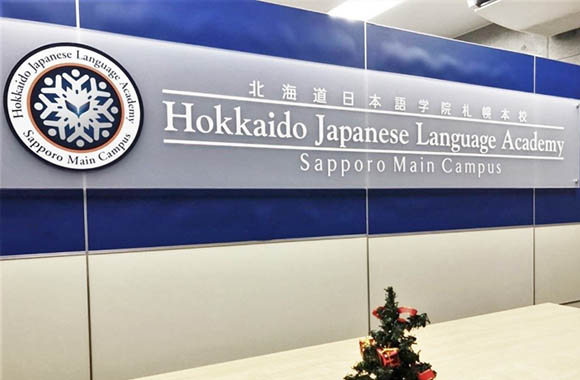 Hokkaido Japanese Language Academy
Sapporo Main Campus
北海道日本語学院札幌本校
Hokkaido Japanese Language Academy
Sapporo Main Campus